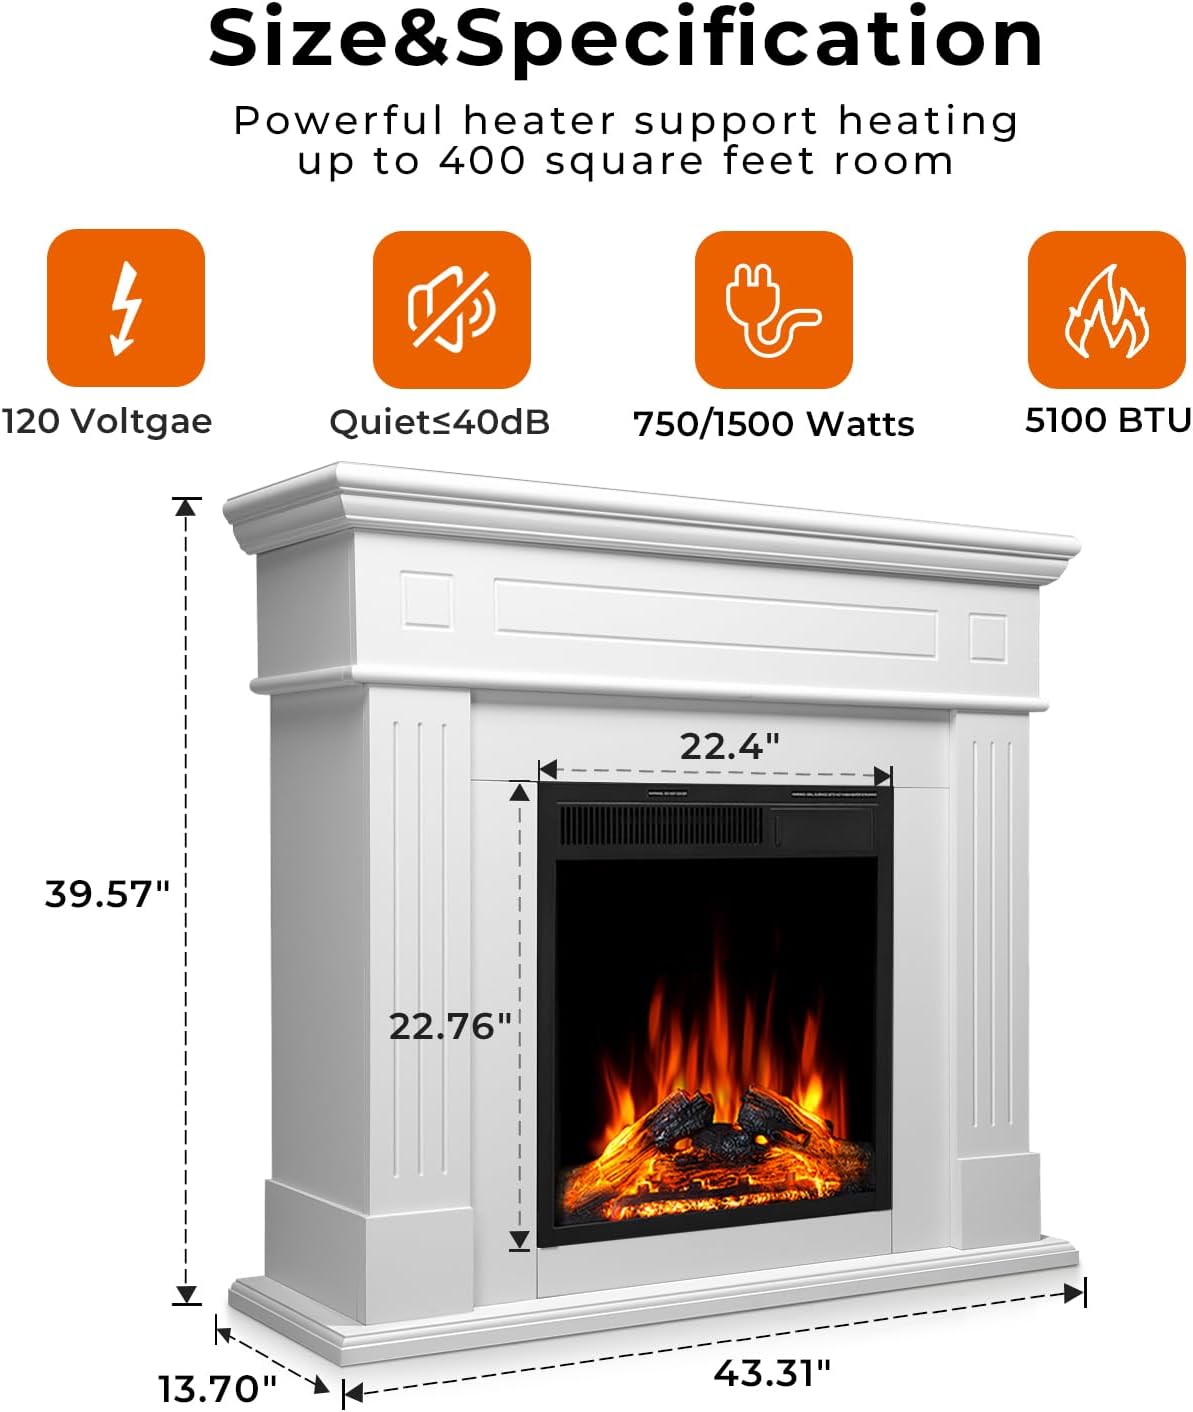 Size&Specification
Powerful heater support heating
up to 400 square feet room
120 Voltgae
Quiet≤40dB
750/1500 Watts
5100 BTU
22.4"
39.57"
22.76"
13.70"
43.31"